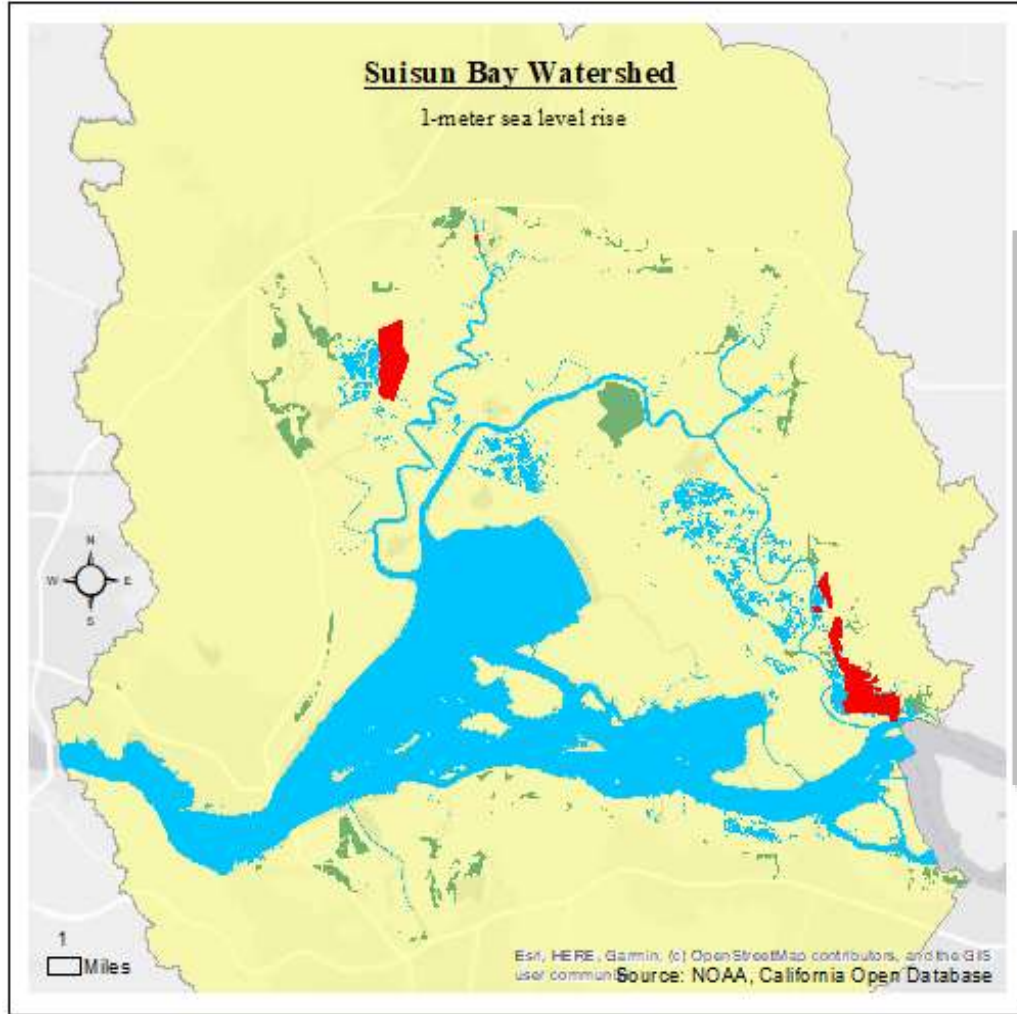 Suisun Bay Watershed
1-meter sea level rise
N
W E
S
1
Miles
Esri, HERE, Garmin, (c) OpenStreetMap contributors, and the GIS
user Source: NOAA, California Open Database